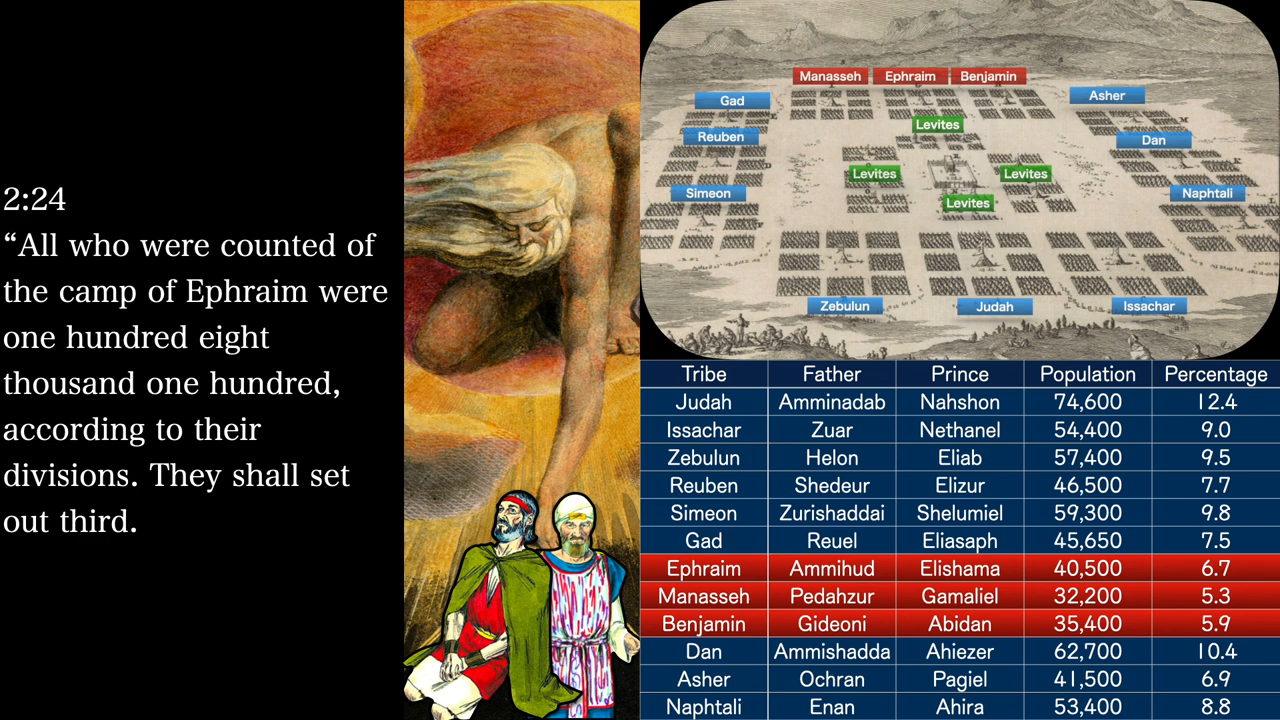 2:24
“All who were counted of
the camp of Ephraim were
one hundred eight
thousand one hundred,
according to their
divisions. They shall set
out third.
Manasseh Ephraim Benjamin
Gad Asher
Levites
Reuben Dan
Levites Levites
Simeon Naphtali
Levites
Zebulun Judah Issachar
Tribe Father Prince Population Percentage
Judah Amminadab Nahshon 74,600 12.4
Issachar Zuar Nethanel 54,400 9.0
Zebulun Helon Eliab 57,400 9.5
Reuben Shedeur Elizur 46,500 7.7
Simeon Zurishaddai Shelumiel 59,300 9.8
Gad Reuel Eliasaph 45,650 7.5
Ephraim Ammihud Elishama 40,500 6.7
Manasseh Pedahzur Gamaliel 32,200 5.3
Benjamin Gideoni Abidan 35,400 5.9
Dan Ammishadda Ahiezer 62,700 10.4
Asher Ochran Pagiel 41,500 6.9
Naphtali Enan Ahira 53,400 8.8